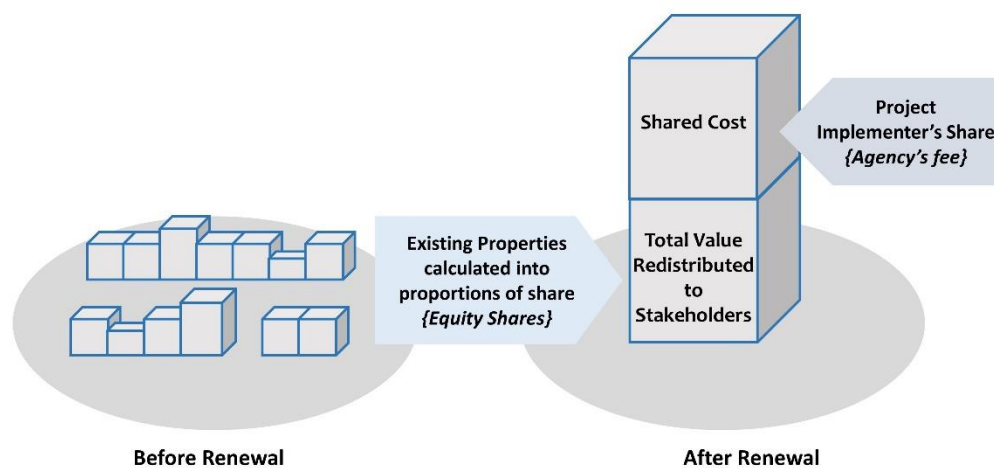 Shared Cost
Project
Implementer's Share
{Agency's fee}
Existing Properties
calculated into
proportions of share
{Equity Shares}
Total Value
Redistributed
to
Stakeholders
Before Renewal
After Renewal